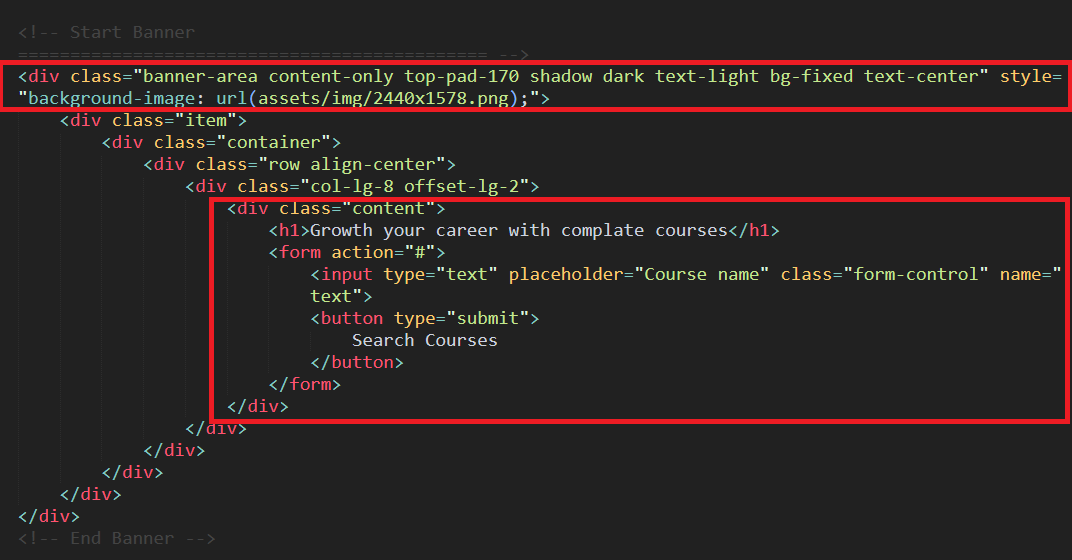 <!-- Start Banner
============================================= -->
<div class="banner-area content-only top-pad-170 shadow dark text-light bg-fixed text-center" style=
"background-image: url(assets/img/2440x1578.png);">
<div class="item">
<div class="container">
<div class="row align-center">
<div class="col-lg-8 offset-lg-2">
<div class="content">
<h1>Growth your career with complate courses</h1>
<form action="#">
<input type="text" placeholder="Course name" class="form-control" name="
text">
<button type="submit">
Search Courses
</button>
</form>
</div>
</div>
</div>
</div>
</div>
</div>
<!-- End Banner -->